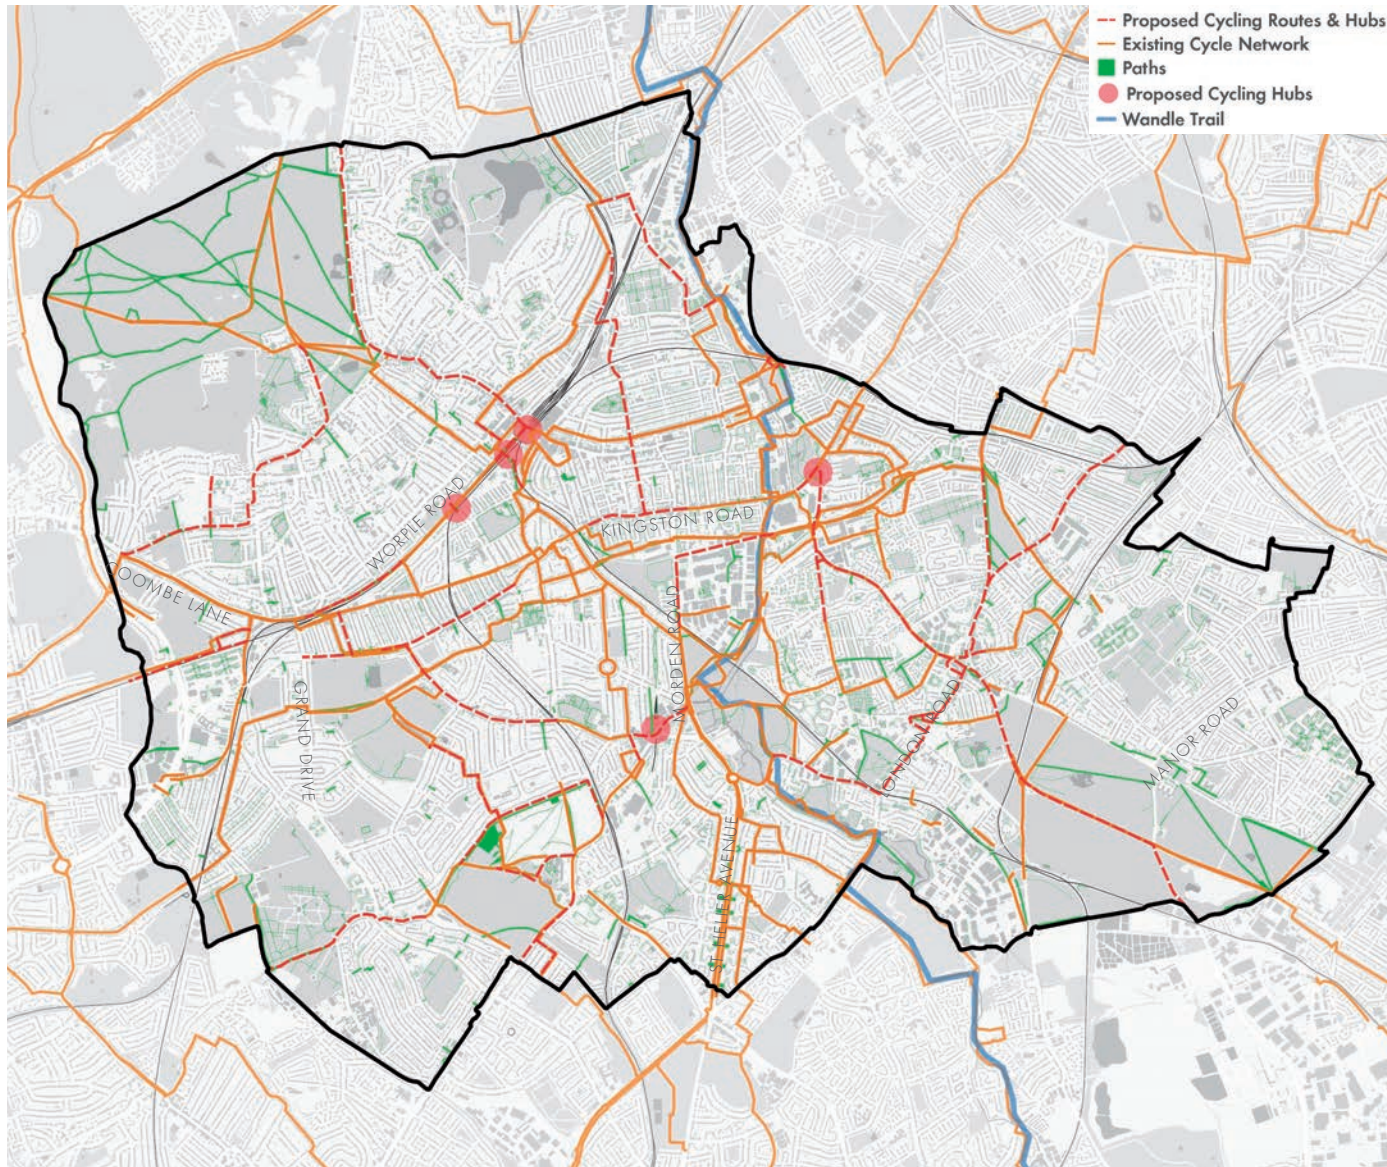 Proposed Cycling Routes & Hubs
Existing Cycle Network
Paths
Proposed Cycling Hubs
Wandle Trail
WORPLE ROAD
KINGSTON ROAD
COOMBE LANE
MORDEN ROAD
GRAND DRIVE
LONDON ROAD
MANOR ROAD
ST HELIER AVENUE